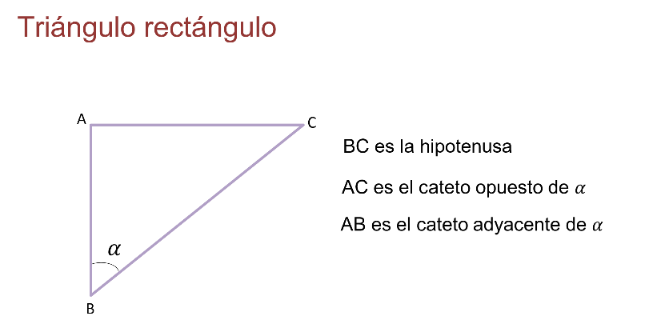 Triángulo rectángulo
A
C
BC es la hipotenusa
AC es el cateto opuesto de α
AB es el cateto adyacente de α
α
B